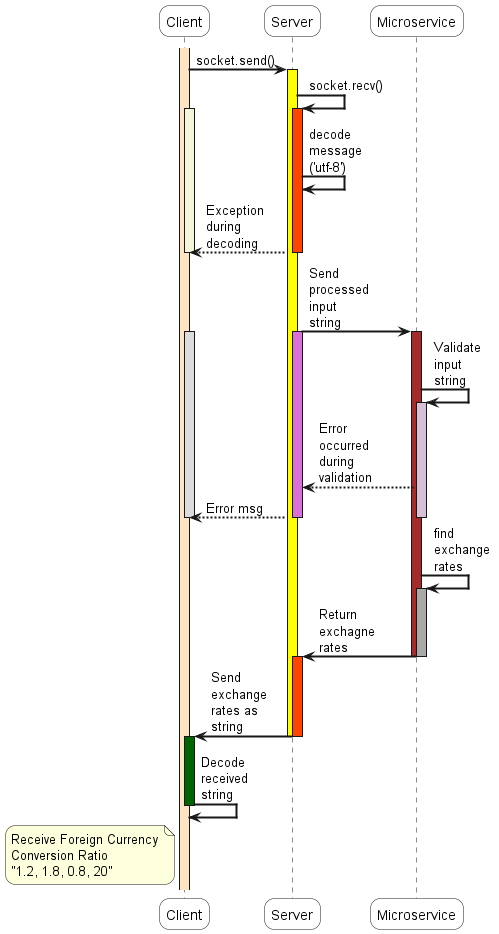 Client
Server
Microservice
socket.send()
socket.recv()
decode
message
('utf-8')
Exception
during
decoding
Send
processed
input
string
Validate
input
string
Error
occurred
during
validation
Error msg
find
exchange
rates
Return
exchagne
rates
Send
exchange
rates as
string
Decode
received
string
Receive Foreign Currency
Conversion Ratio
"1.2, 1.8, 0.8, 20"
Client
Server
Microservice